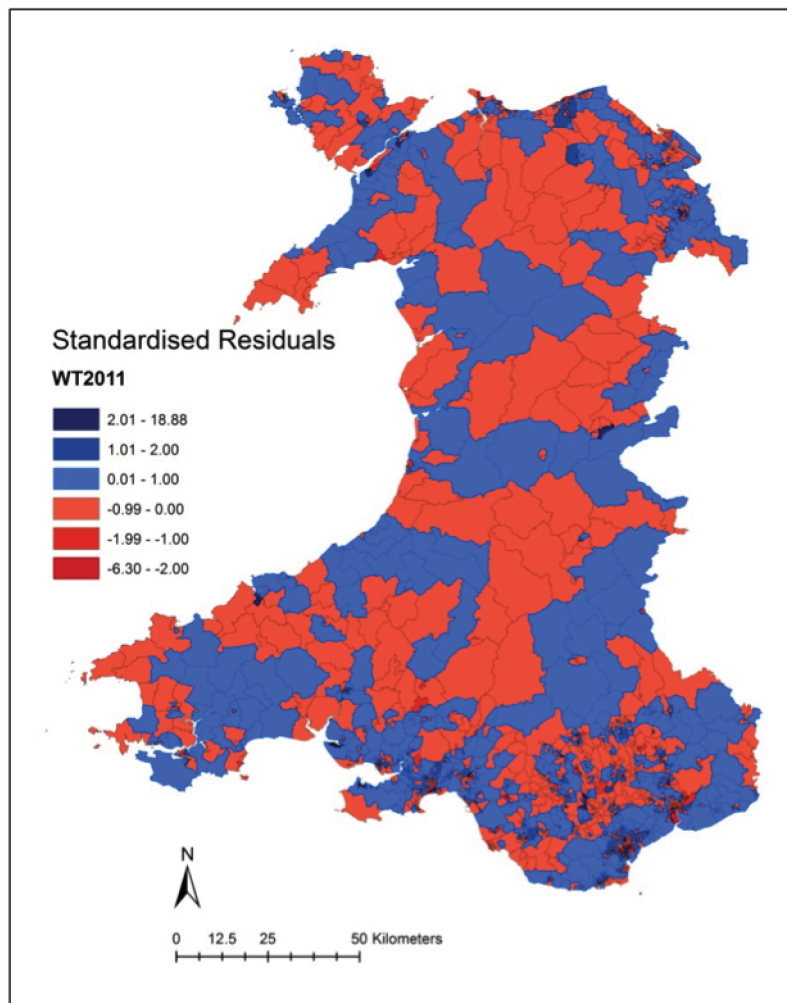 Standardised Residuals
WT2011
2.01 - 18.88
1.01 - 2.00
0.01 - 1.00
-0.99 - 0.00
-1.99 - -1.00
-6.30 - -2.00
N
0 12.5 25 50 Kilometers